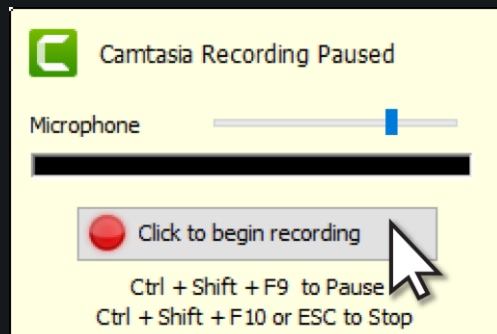 Camtasia Recording Paused
Microphone
Click to begin recording
Ctrl + Shift + F9  to Pause
Ctrl + Shift + F10 or ESC to Stop